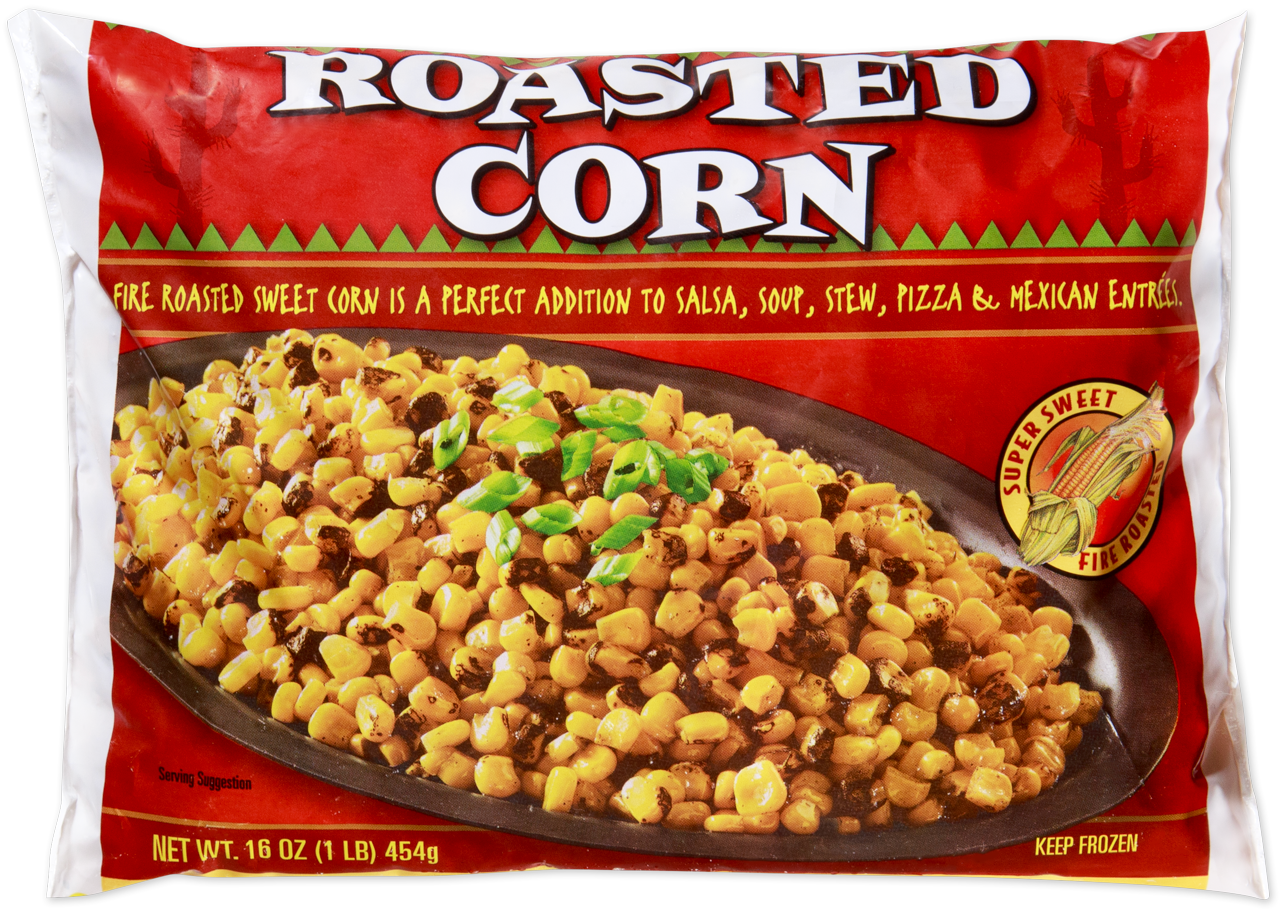 ROASTED
CORN
FIRE ROASTED SWEET CORN IS A PERFECT ADDITION TO SALSA, SOUP, STEW, PIZZA & MEXICAN ENTRÉES.
SUPER SWEET
FIRE ROASTED
Serving Suggestion
NET WT. 16 OZ (1 LB) 454g
KEEP FROZEN